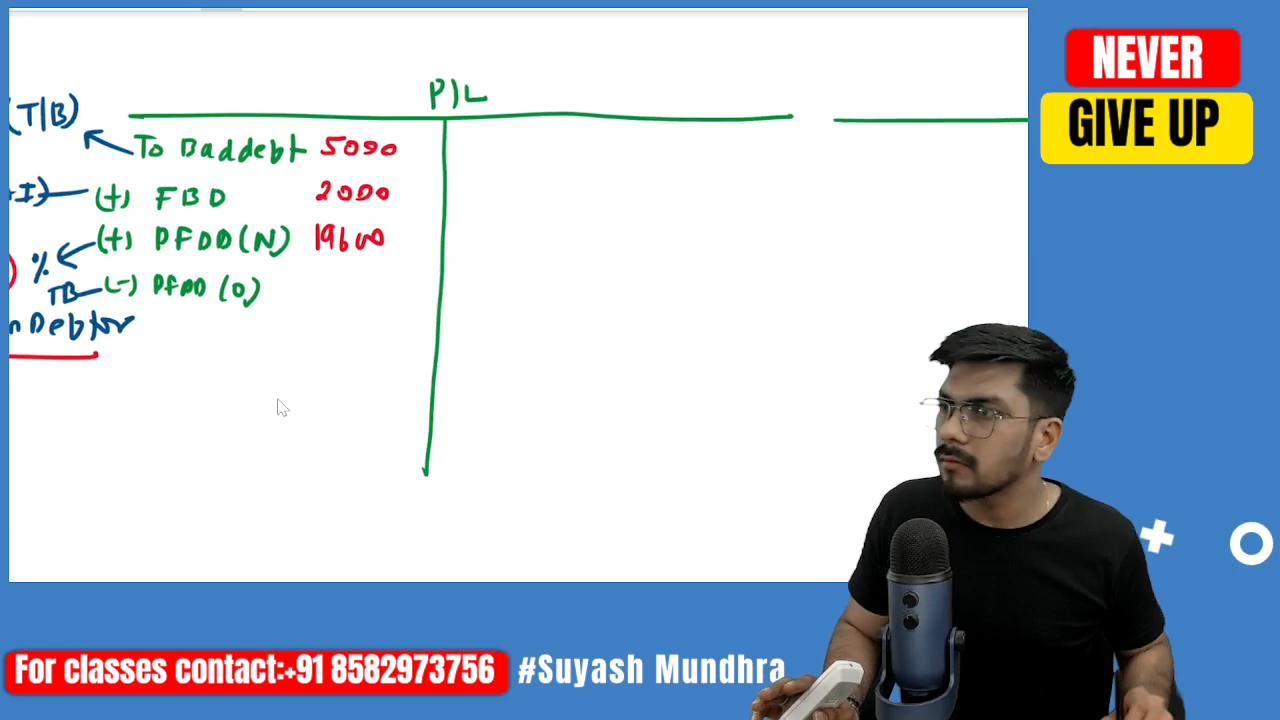 NEVER
GIVE UP
P|L
(T|B)
To Baddebt 5000
I) (+) FBD 2000
% (+) PFDD (N) 19600
TB (-) PFDD (O)
n Debtor
For classes contact:+91 8582973756 #Suyash Mundhra